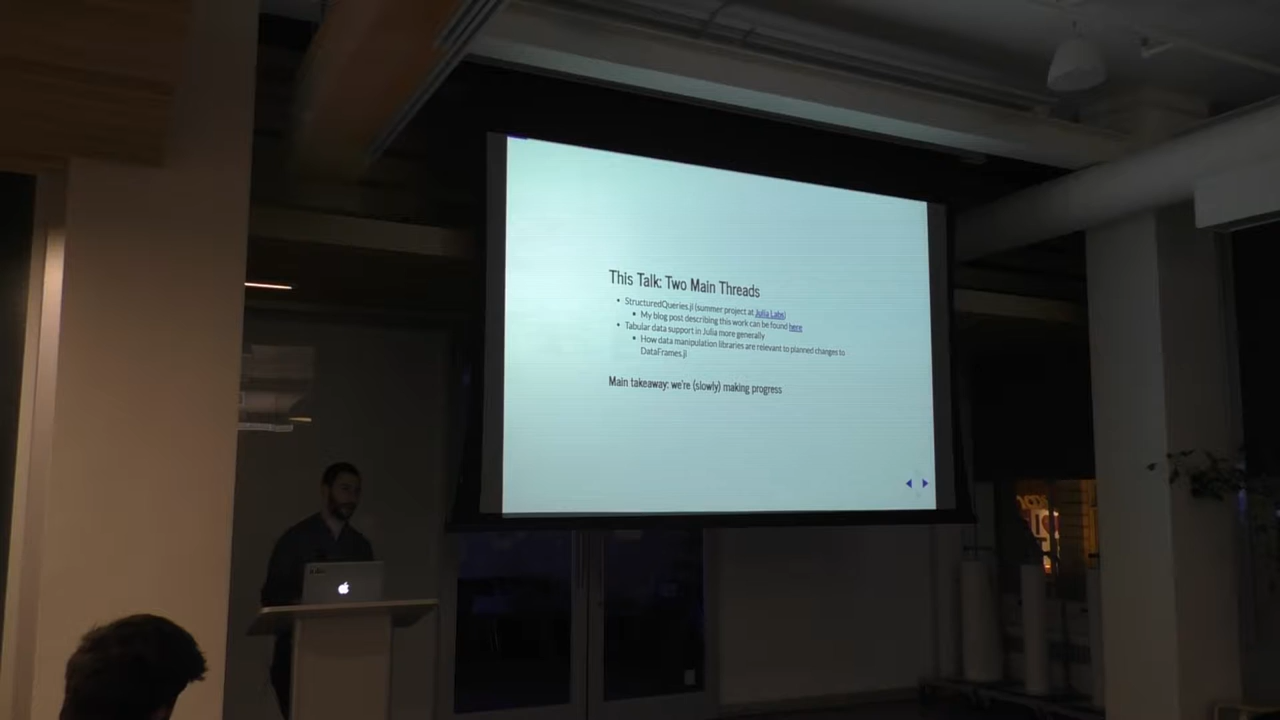 This Talk: Two Main Threads
• StructuredQueries.jl (summer project at Julia Labs)
▪ My blog post describing this work can be found here
• Tabular data support in Julia more generally
▪ How data manipulation libraries are relevant to planned changes to
DataFrames.jl
Main takeaway: we're (slowly) making progress